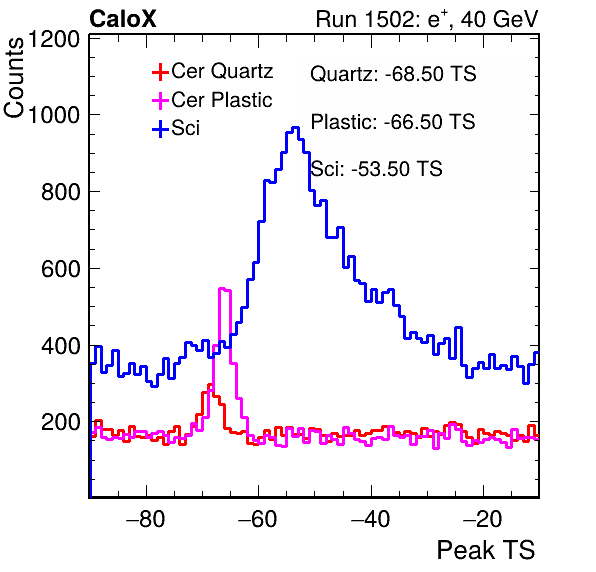 CaloX Run 1502: e⁺, 40 GeV
Counts
1200
1000
800
600
400
200
Cer Quartz
Cer Plastic
Sci
Quartz: -68.50 TS
Plastic: -66.50 TS
Sci: -53.50 TS
−80 −60 −40 −20
Peak TS